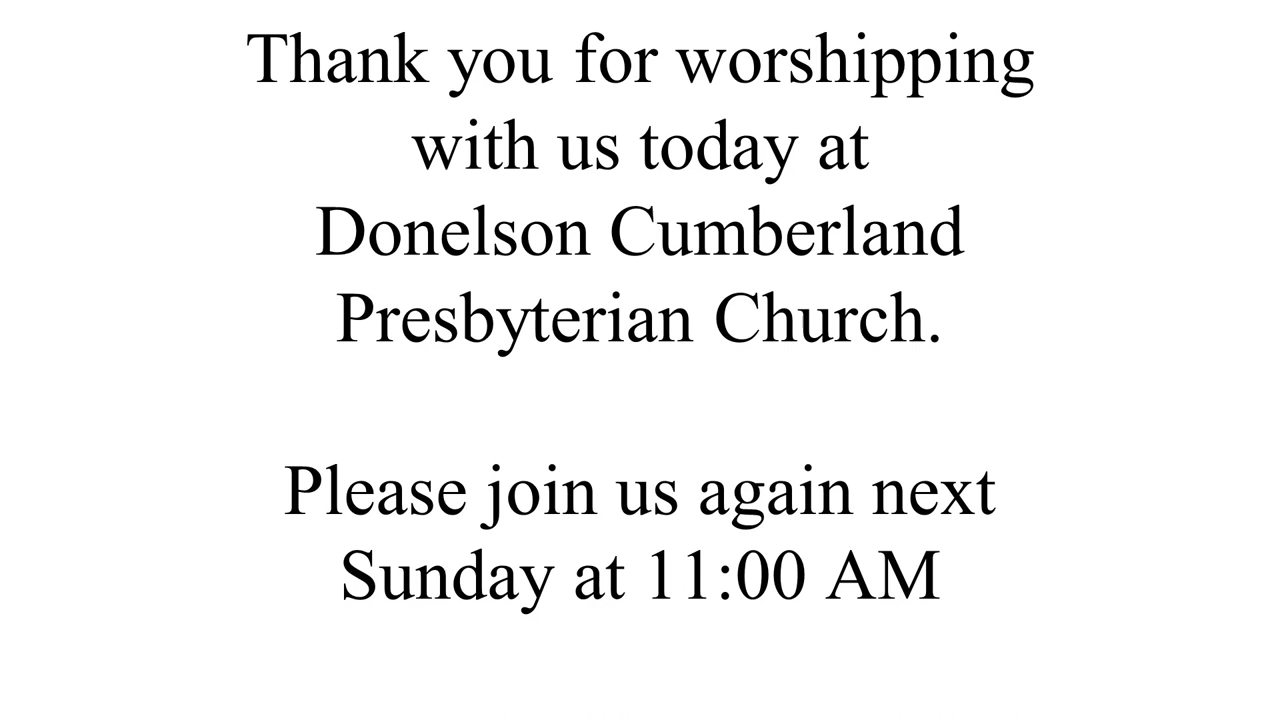 Thank you for worshipping
with us today at
Donelson Cumberland
Presbyterian Church.
Please join us again next
Sunday at 11:00 AM